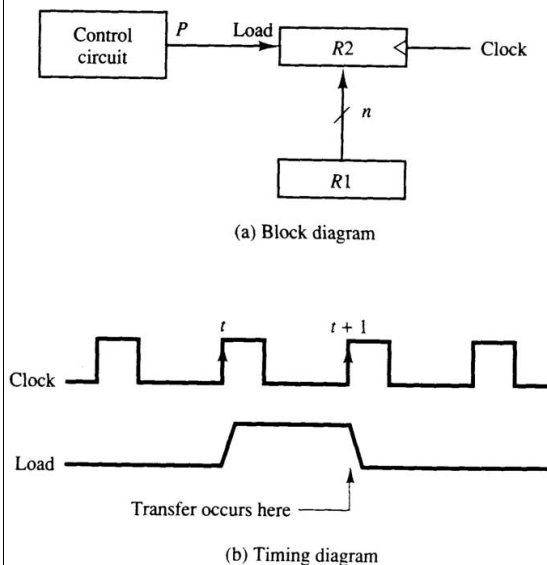 Control
circuit
P
Load
R2
Clock
n
R1
(a) Block diagram
t
t + 1
Clock
Load
Transfer occurs here
(b) Timing diagram